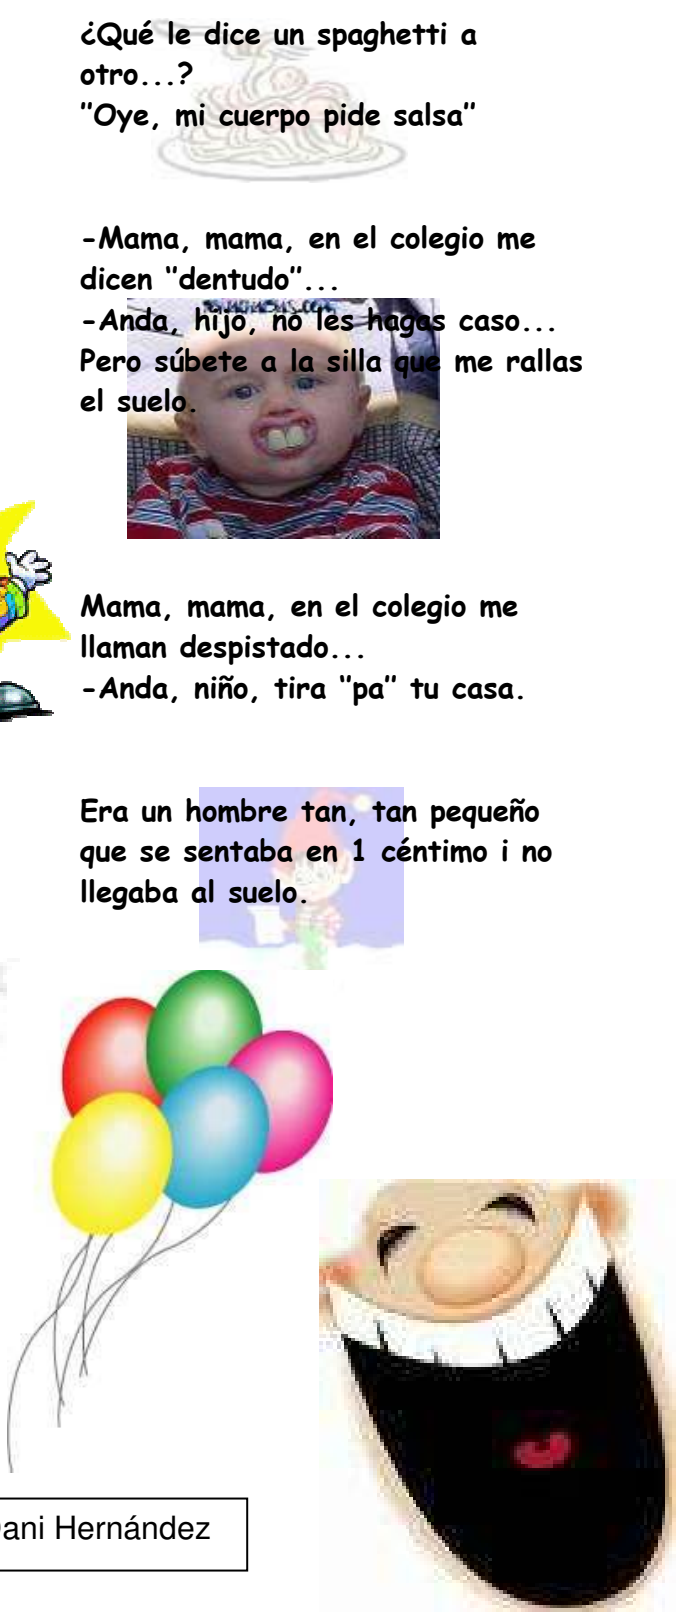 ¿Qué le dice un spaghetti a
otro...?
"Oye, mi cuerpo pide salsa"
-Mama, mama, en el colegio me
dicen "dentudo"...
-Anda, hijo, no les hagas caso...
Pero súbete a la silla que me rallas
el suelo.
Mama, mama, en el colegio me
llaman despistado...
-Anda, niño, tira "pa" tu casa.
Era un hombre tan, tan pequeño
que se sentaba en 1 céntimo i no
llegaba al suelo.
ani Hernández